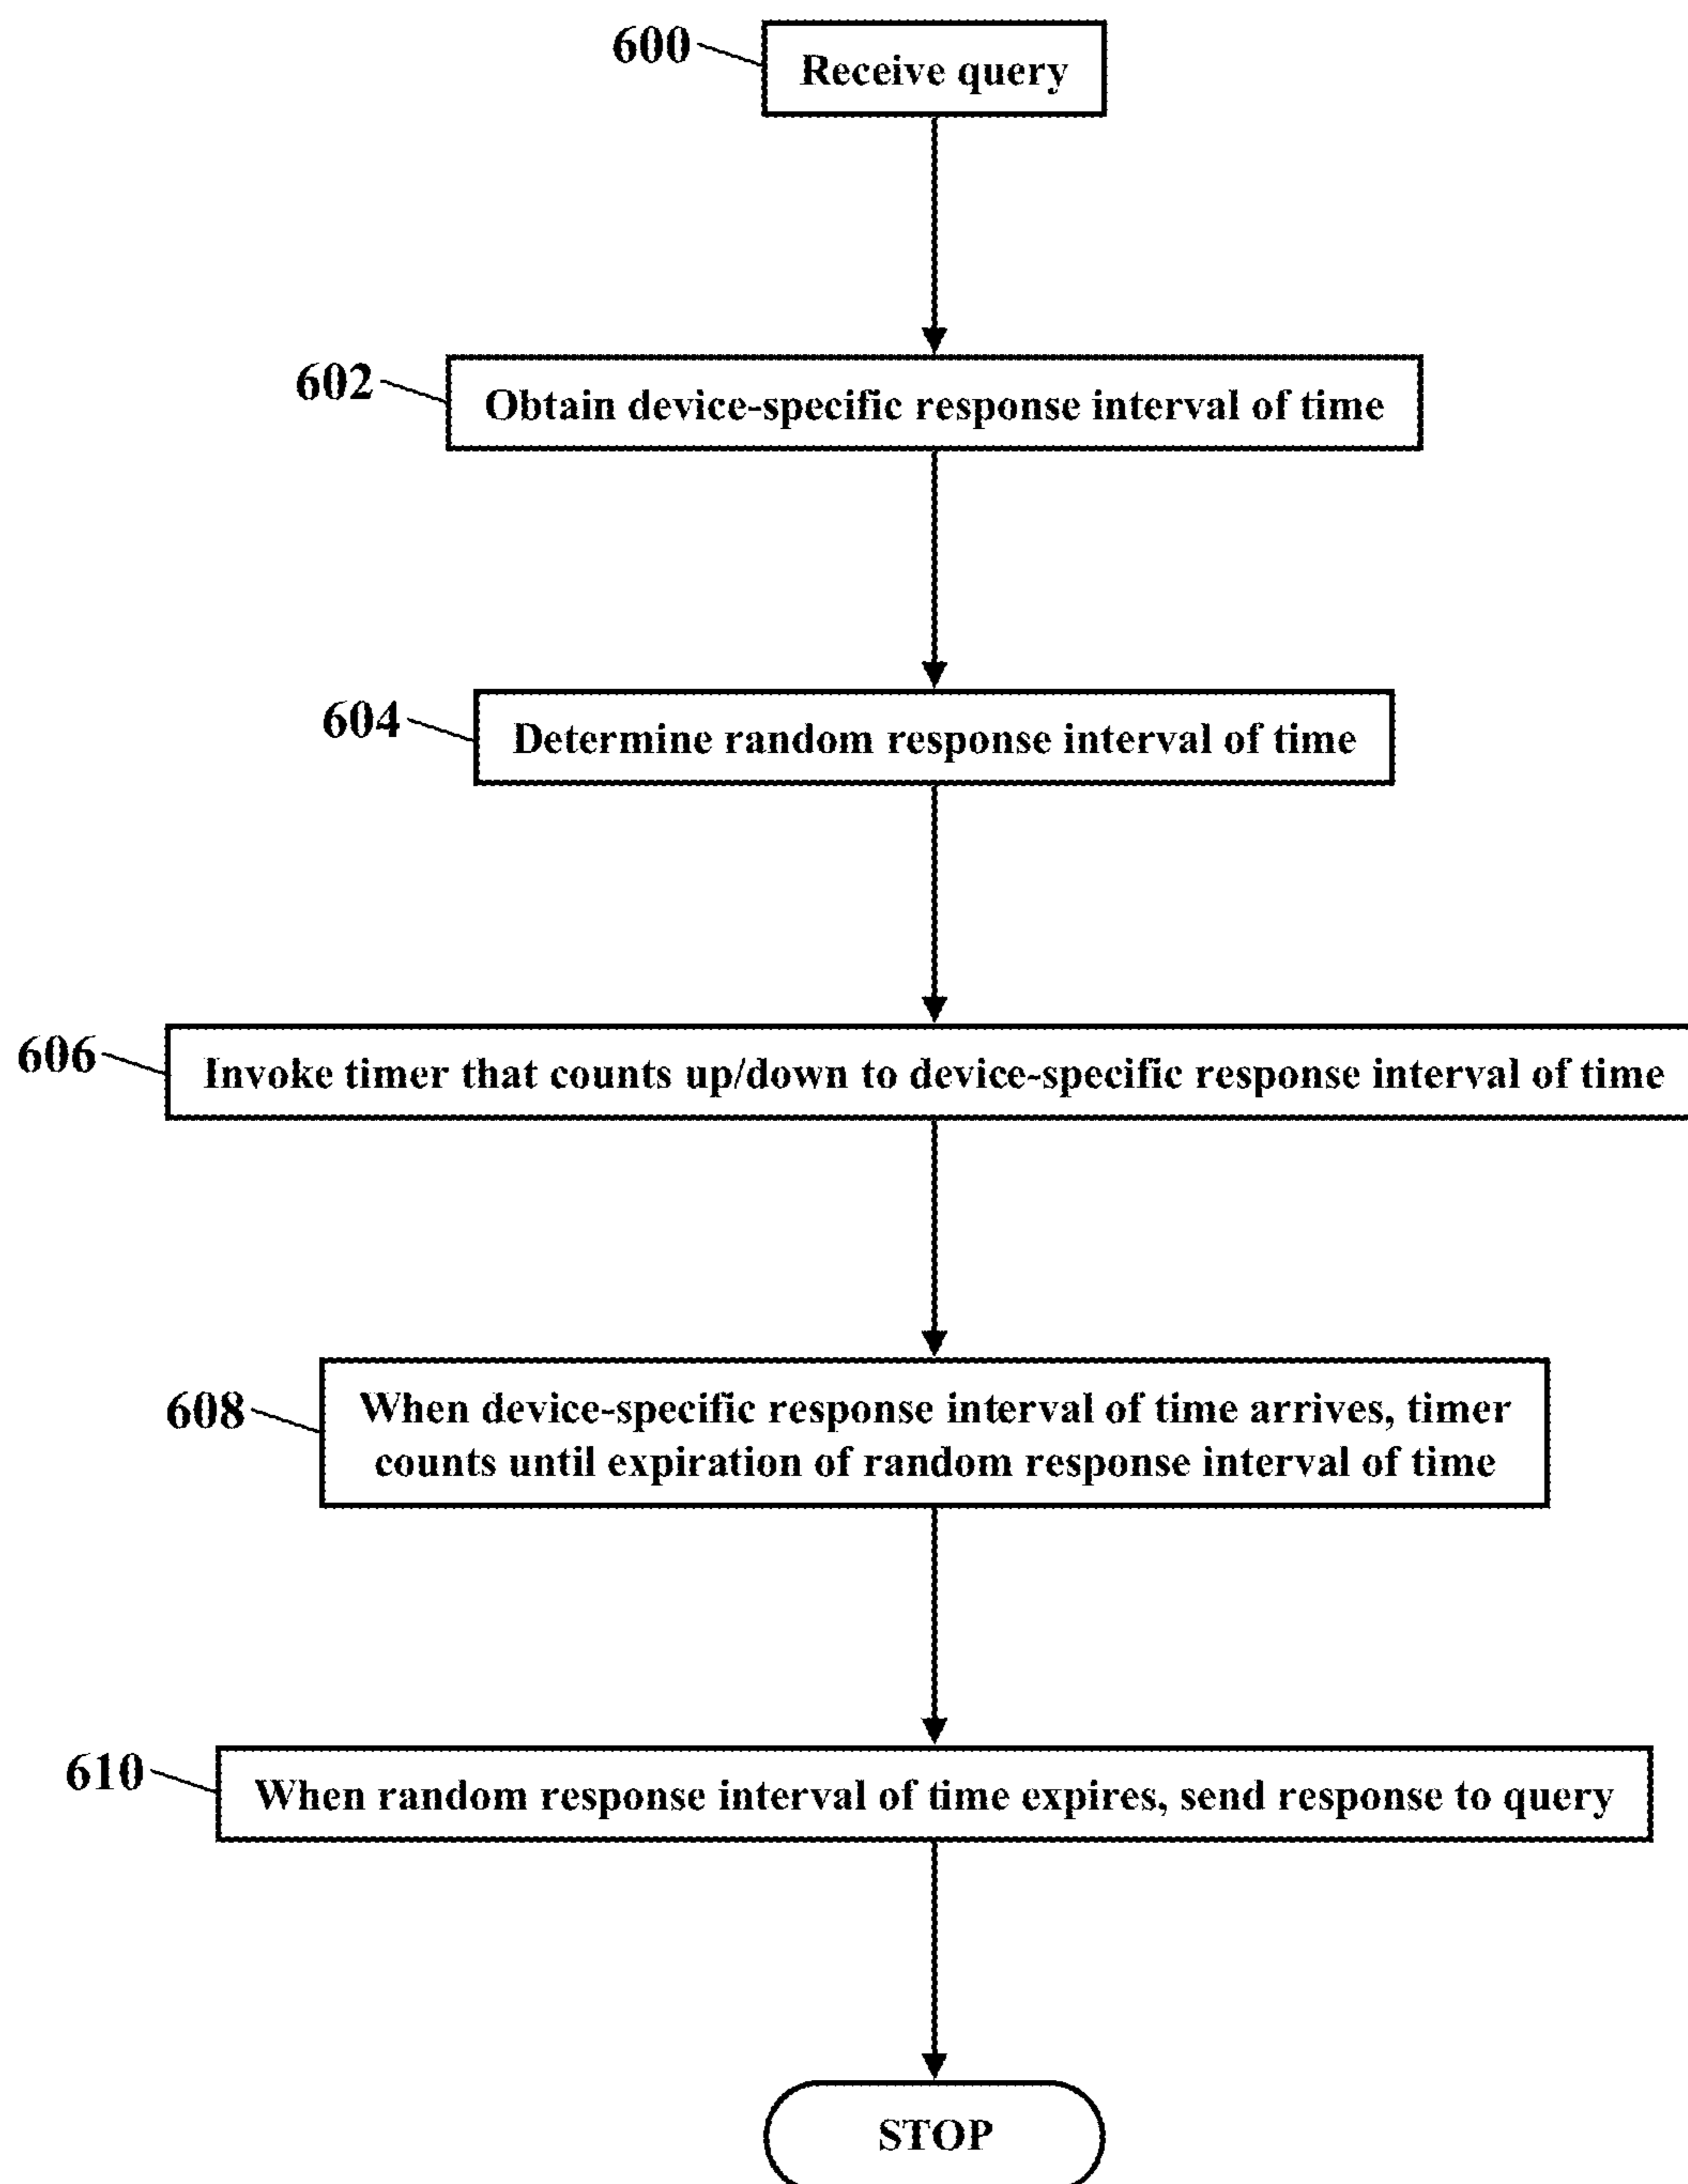 600
Receive query
602
Obtain device-specific response interval of time
604
Determine random response interval of time
606
Invoke timer that counts up/down to device-specific response interval of time
608
When device-specific response interval of time arrives, timer
counts until expiration of random response interval of time
610
When random response interval of time expires, send response to query
STOP